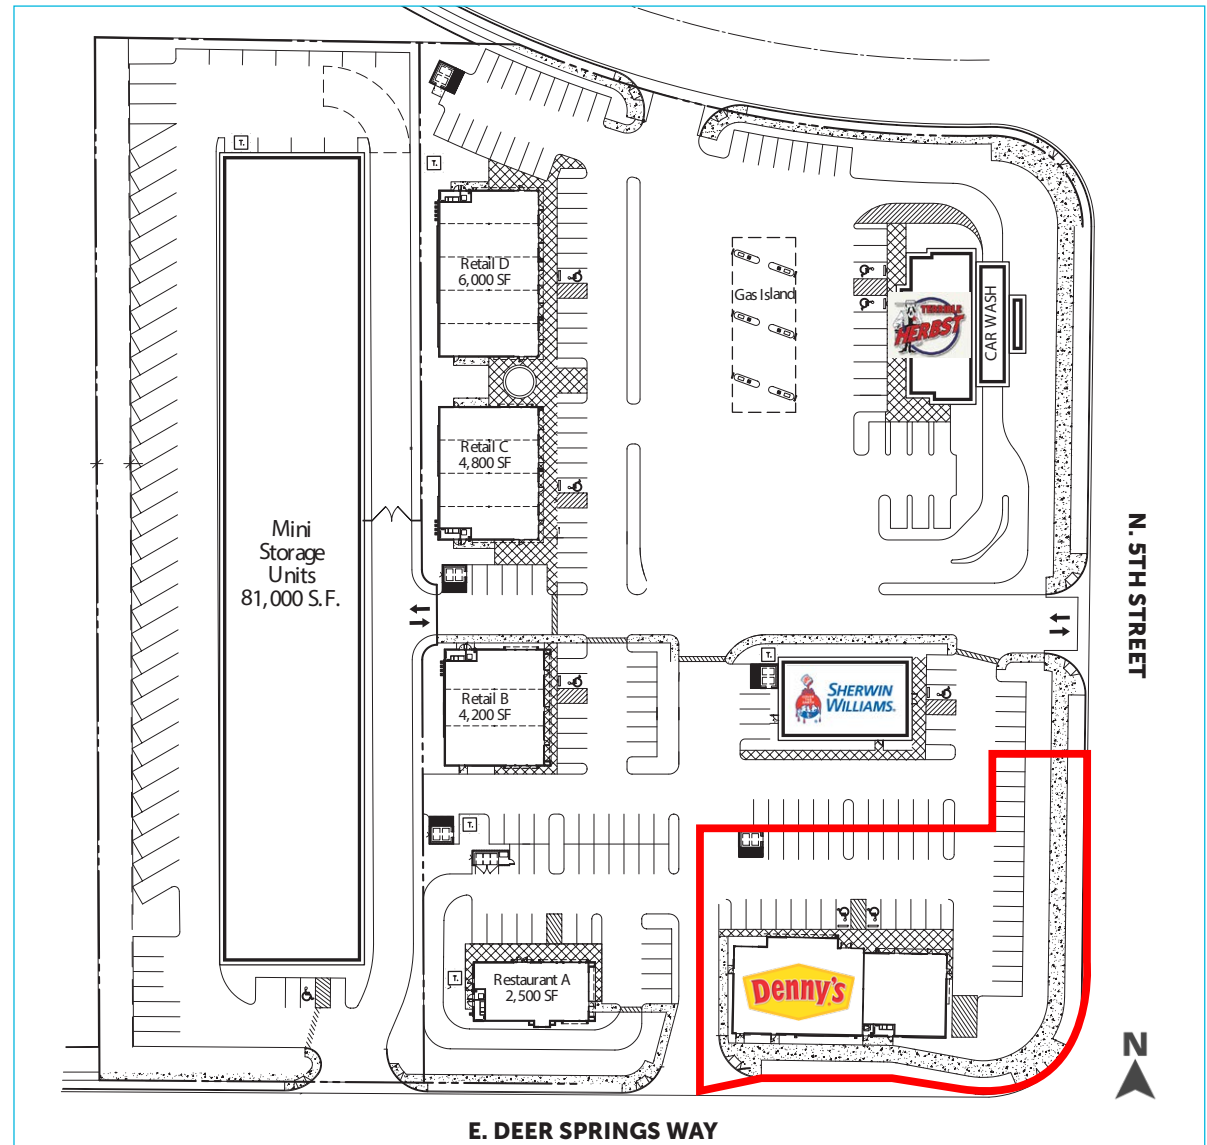 T.
T.
Retail D
6,000 SF
Gas Island
TERRIBLE
HERBST
CAR WASH
Retail C
4,800 SF
Mini
Storage
Units
81,000 S.F.
N. 5TH STREET
T.
Retail B
4,200 SF
SHERWIN
WILLIAMS.
T.
T.
Restaurant A
2,500 SF
Denny's
N
E. DEER SPRINGS WAY